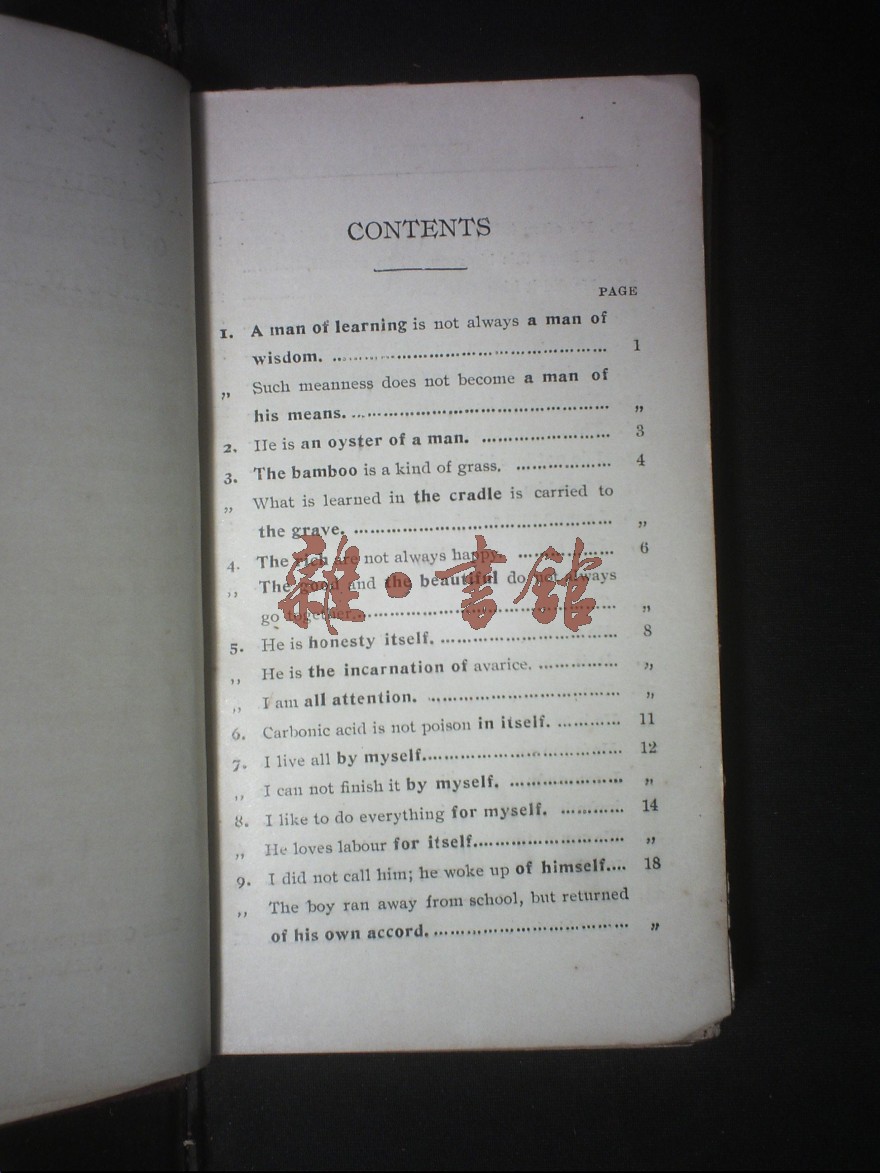 CONTENTS
PAGE
1. A man of learning is not always a man of
wisdom. ................................................ 1
„ Such meanness does not become a man of
his means. ............................................. „
2. He is an oyster of a man. ....................... 3
3. The bamboo is a kind of grass. .................. 4
„ What is learned in the cradle is carried to
the grave. ............................................. „
4. The rich are not always happy. .................. 6
„ The good and the beautiful do not always
go together. ............................................. „
雜·書館
5. He is honesty itself. ................................ 8
„ He is the incarnation of avarice. .............. „
„ I am all attention. ................................... „
6. Carbonic acid is not poison in itself. ............ 11
7. I live all by myself. ................................... 12
„ I can not finish it by myself. ..................... „
8. I like to do everything for myself. ............ 14
„ He loves labour for itself. .......................... „
9. I did not call him; he woke up of himself.... 18
„ The boy ran away from school, but returned
of his own accord. ................................... „